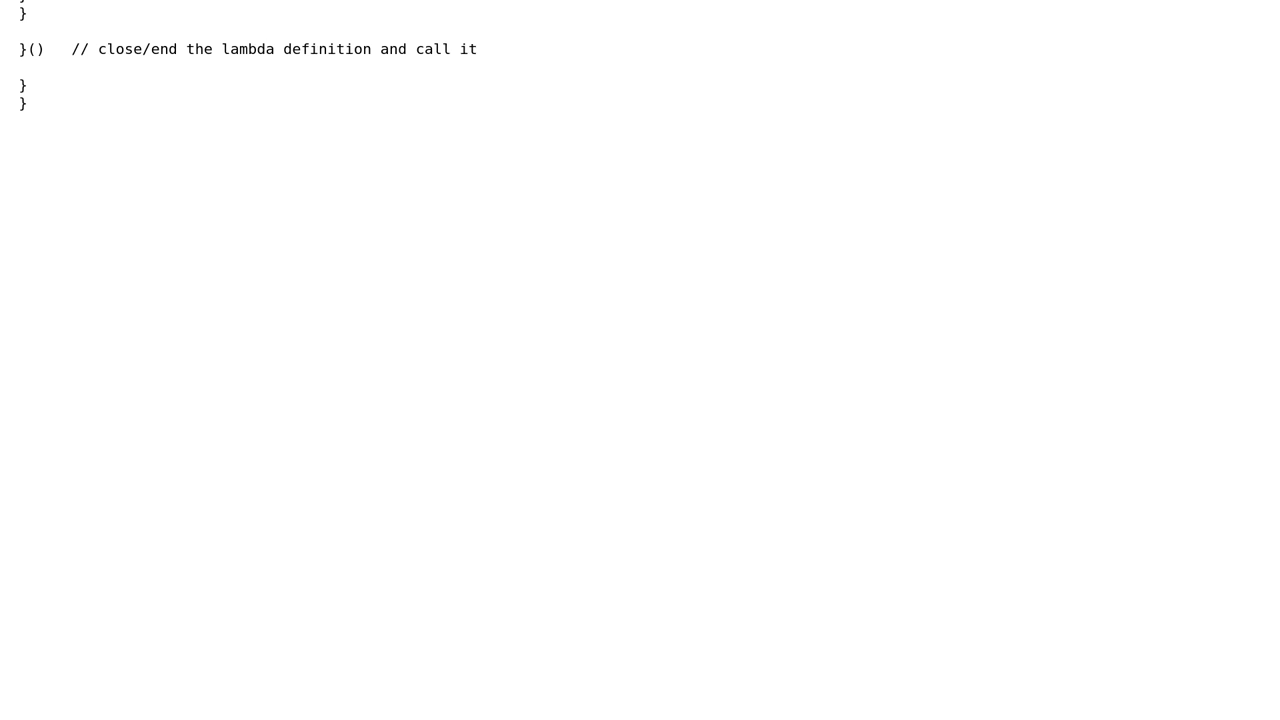 }
}()   // close/end the lambda definition and call it
}
}